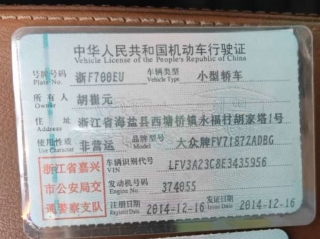 中华人民共和国机动车行驶证
Vehicle License of the People's Republic of China
号牌号码 浙F700EU 车辆类型 小型轿车
Plate No. Vehicle Type
所有人 胡崔元
Owner
住址 浙江省海盐县西塘桥镇永福村胡家塔1号
Address
使用性质 非营运 品牌型号 大众牌FV7187ZADBG
Use Character Model
浙江省嘉兴
市公安局交
通警察支队
车辆识别代号 LFV3A23C8E3435956
VIN
发动机号码 374055
Engine No.
注册日期 2014-12-16 发证日期 2014-12-16
Register Date Issue Date